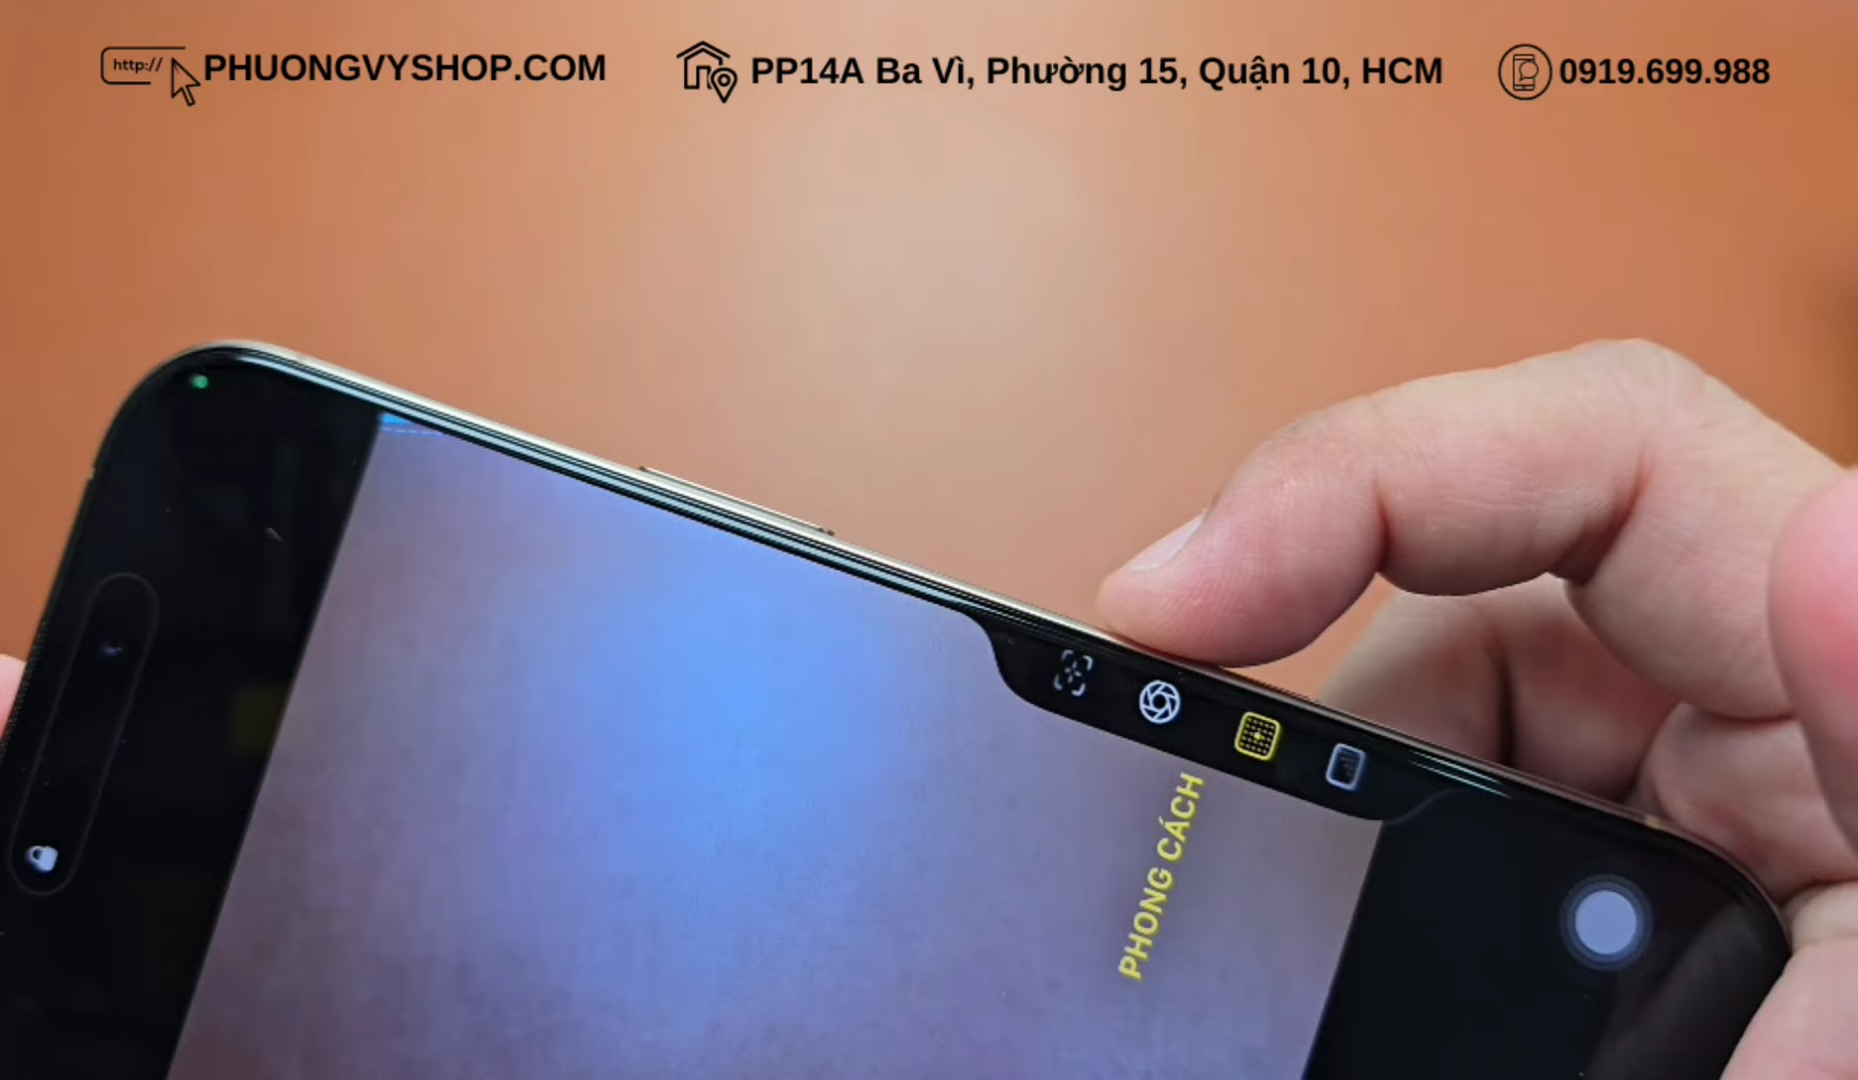 http:// PHUONGVYSHOP.COM
PP14A Ba Vì, Phường 15, Quận 10, HCM
0919.699.988
PHONG CÁCH